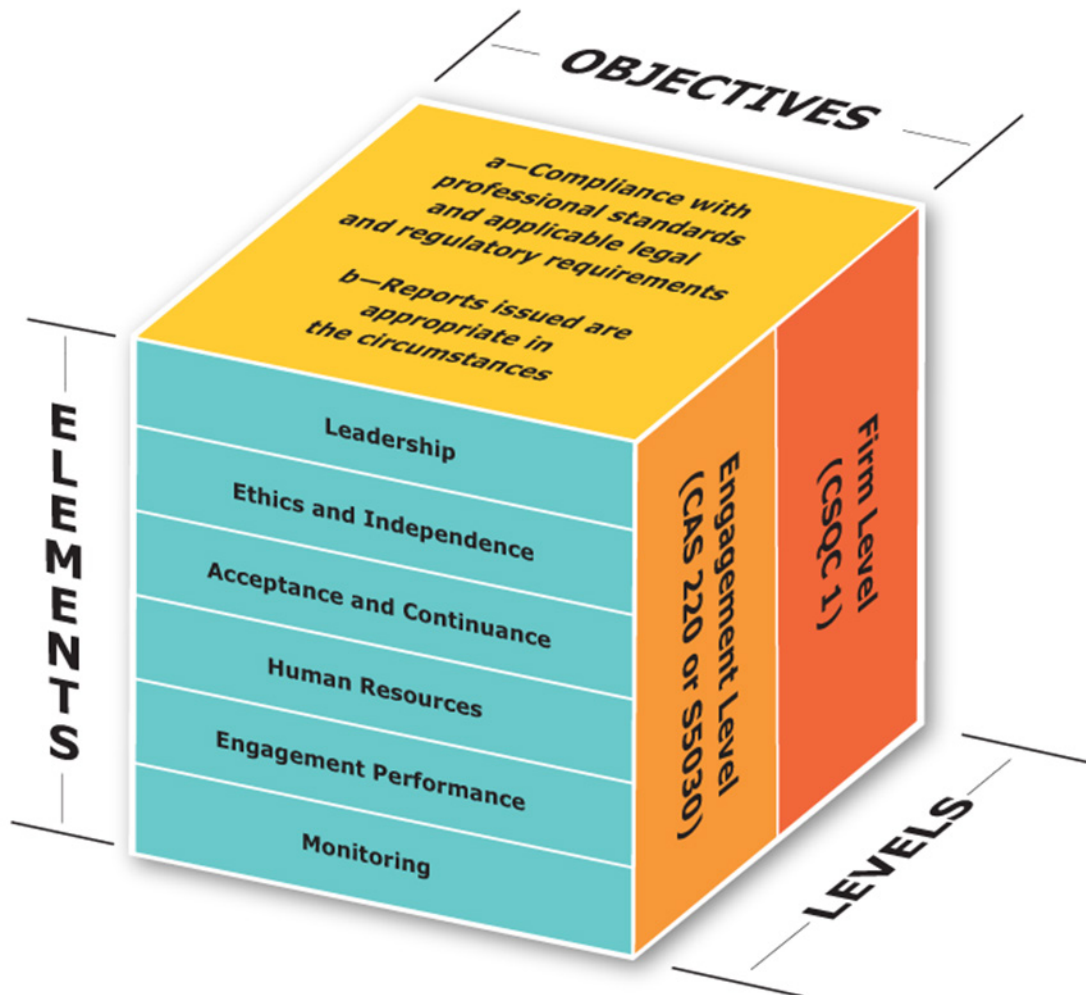 OBJECTIVES
a—Compliance with
professional standards
and applicable legal
and regulatory requirements
b—Reports issued are
appropriate in
the circumstances
ELEMENTS
Leadership
Ethics and Independence
Acceptance and Continuance
Human Resources
Engagement Performance
Monitoring
Engagement Level
(CAS 220 or S5030)
Firm Level
(CSQC 1)
LEVELS